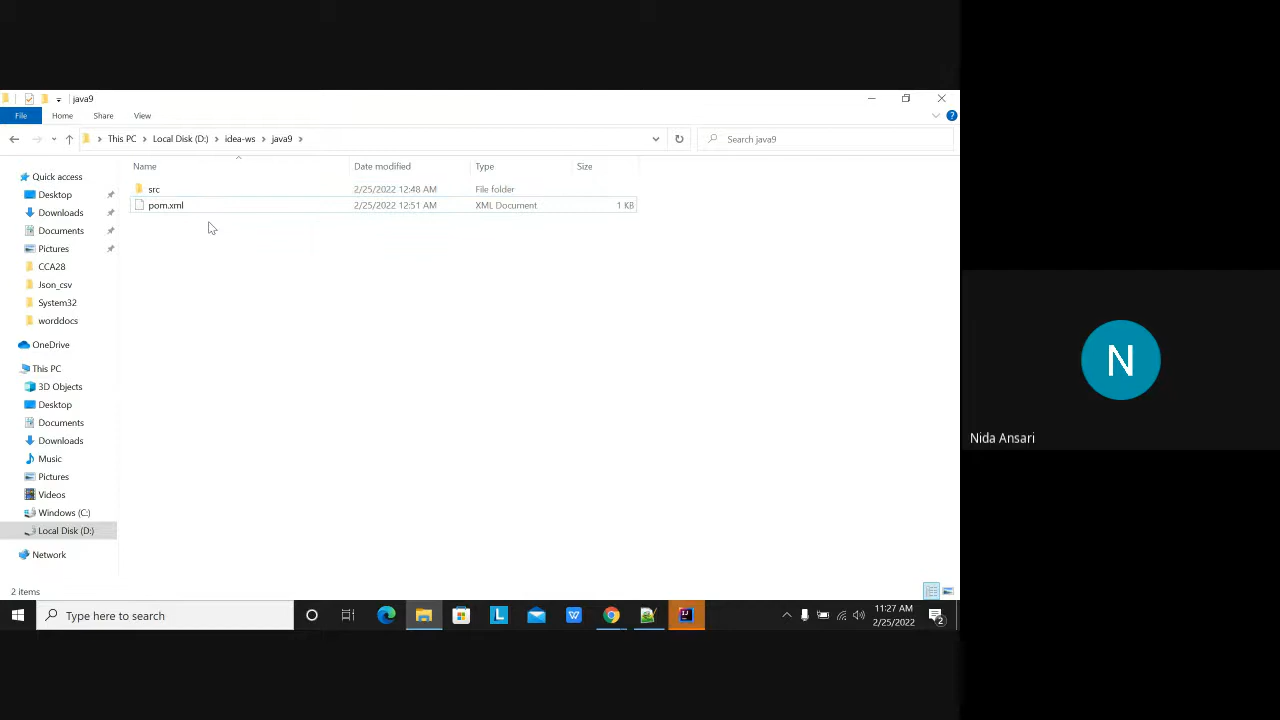 java9
File
Home
Share
View
This PC
Local Disk (D:)
idea-ws
java9
Search java9
Name
Date modified
Type
Size
src
2/25/2022 12:48 AM
File folder
pom.xml
2/25/2022 12:51 AM
XML Document
1 KB
Quick access
Desktop
Downloads
Documents
Pictures
CCA28
Json_csv
System32
worddocs
OneDrive
This PC
3D Objects
Desktop
Documents
Downloads
Music
Pictures
Videos
Windows (C:)
Local Disk (D:)
Network
2 items
Type here to search
11:27 AM
2/25/2022
2
N
Nida Ansari